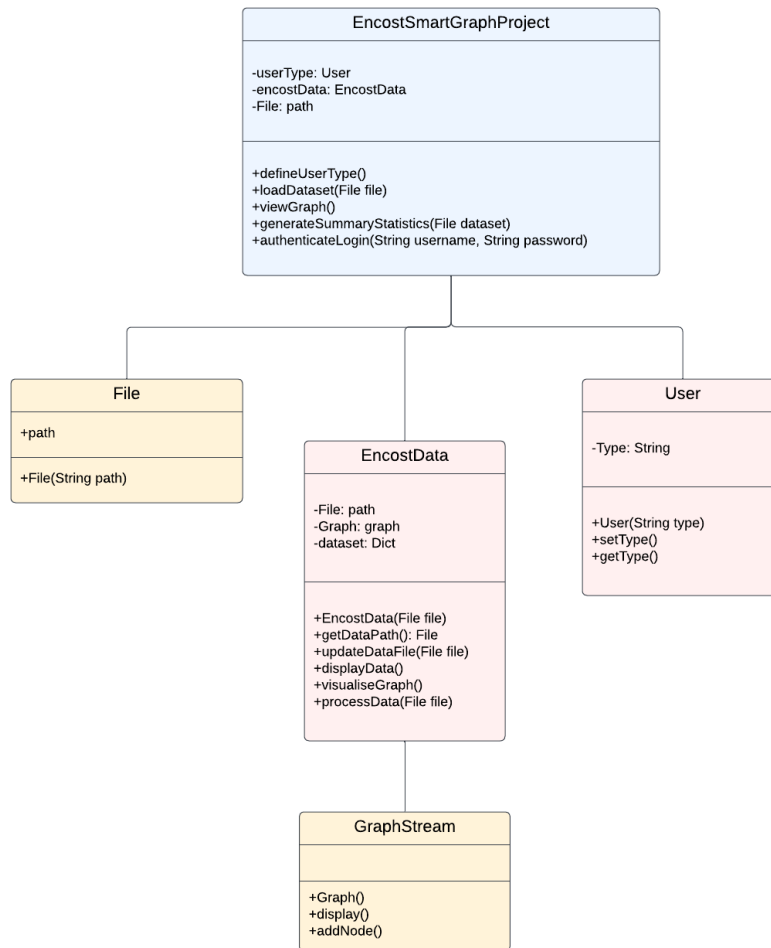 EncostSmartGraphProject
-userType: User
-encostData: EncostData
-File: path
+defineUserType()
+loadDataset(File file)
+viewGraph()
+generateSummaryStatistics(File dataset)
+authenticateLogin(String username, String password)
File
+path
+File(String path)
EncostData
-File: path
-Graph: graph
-dataset: Dict
+EncostData(File file)
+getDataPath(): File
+updateDataFile(File file)
+displayData()
+visualiseGraph()
+processData(File file)
User
-Type: String
+User(String type)
+setType()
+getType()
GraphStream
+Graph()
+display()
+addNode()